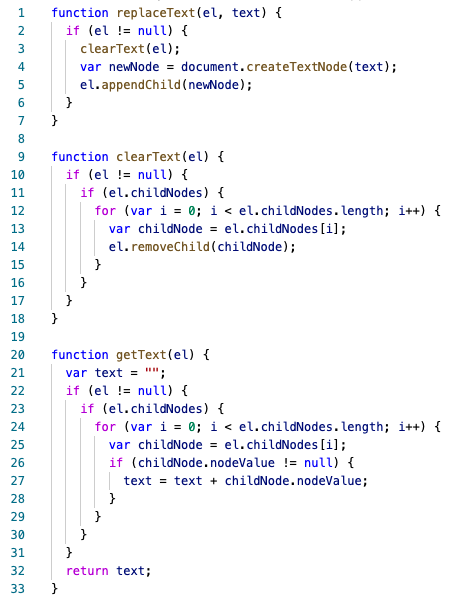 1 function replaceText(el, text) {
2   if (el != null) {
3     clearText(el);
4     var newNode = document.createTextNode(text);
5     el.appendChild(newNode);
6   }
7 }
8
9 function clearText(el) {
10   if (el != null) {
11     if (el.childNodes) {
12       for (var i = 0; i < el.childNodes.length; i++) {
13         var childNode = el.childNodes[i];
14         el.removeChild(childNode);
15       }
16     }
17   }
18 }
19
20 function getText(el) {
21   var text = "";
22   if (el != null) {
23     if (el.childNodes) {
24       for (var i = 0; i < el.childNodes.length; i++) {
25         var childNode = el.childNodes[i];
26         if (childNode.nodeValue != null) {
27           text = text + childNode.nodeValue;
28         }
29       }
30     }
31   }
32   return text;
33 }